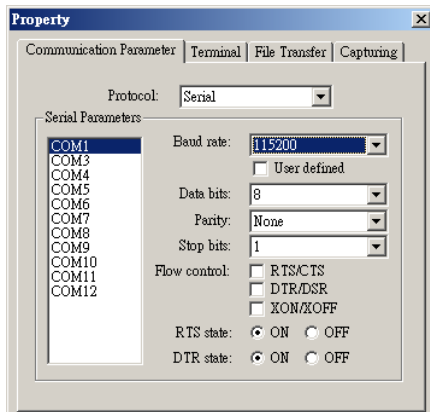 Property
Communication Parameter Terminal File Transfer Capturing
Protocol: Serial
Serial Parameters
COM1
COM3
COM4
COM5
COM6
COM7
COM8
COM9
COM10
COM11
COM12
Baud rate: 115200
User defined
Data bits: 8
Parity: None
Stop bits: 1
Flow control: RTS/CTS
DTR/DSR
XON/XOFF
RTS state: ON OFF
DTR state: ON OFF